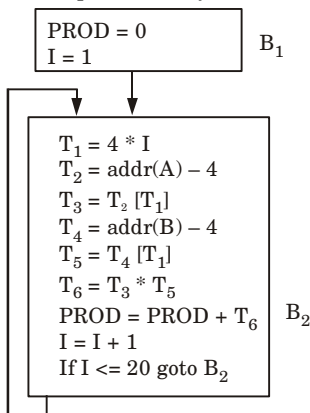 PROD = 0
I = 1
B₁
T₁ = 4 * I
T₂ = addr(A) – 4
T₃ = T₂ [T₁]
T₄ = addr(B) – 4
T₅ = T₄ [T₁]
T₆ = T₃ * T₅
PROD = PROD + T₆
B₂
I = I + 1
If I <= 20 goto B₂